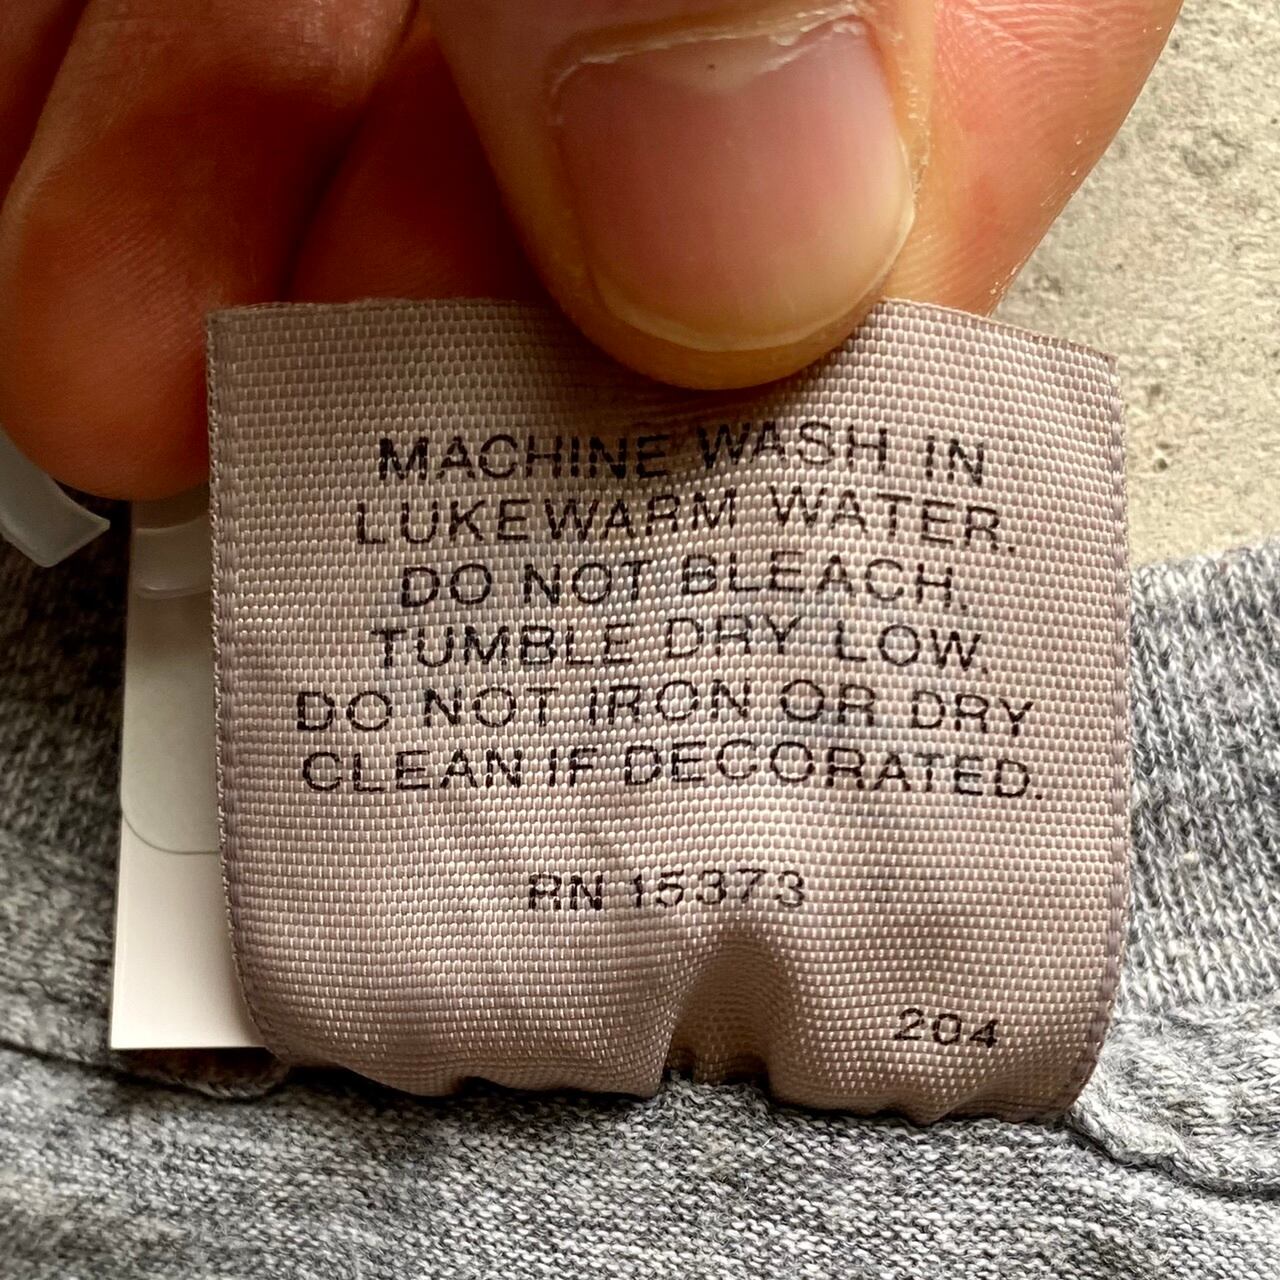 MACHINE WASH IN
LUKEWARM WATER.
DO NOT BLEACH.
TUMBLE DRY LOW.
DO NOT IRON OR DRY
CLEAN IF DECORATED.
RN 15373
204